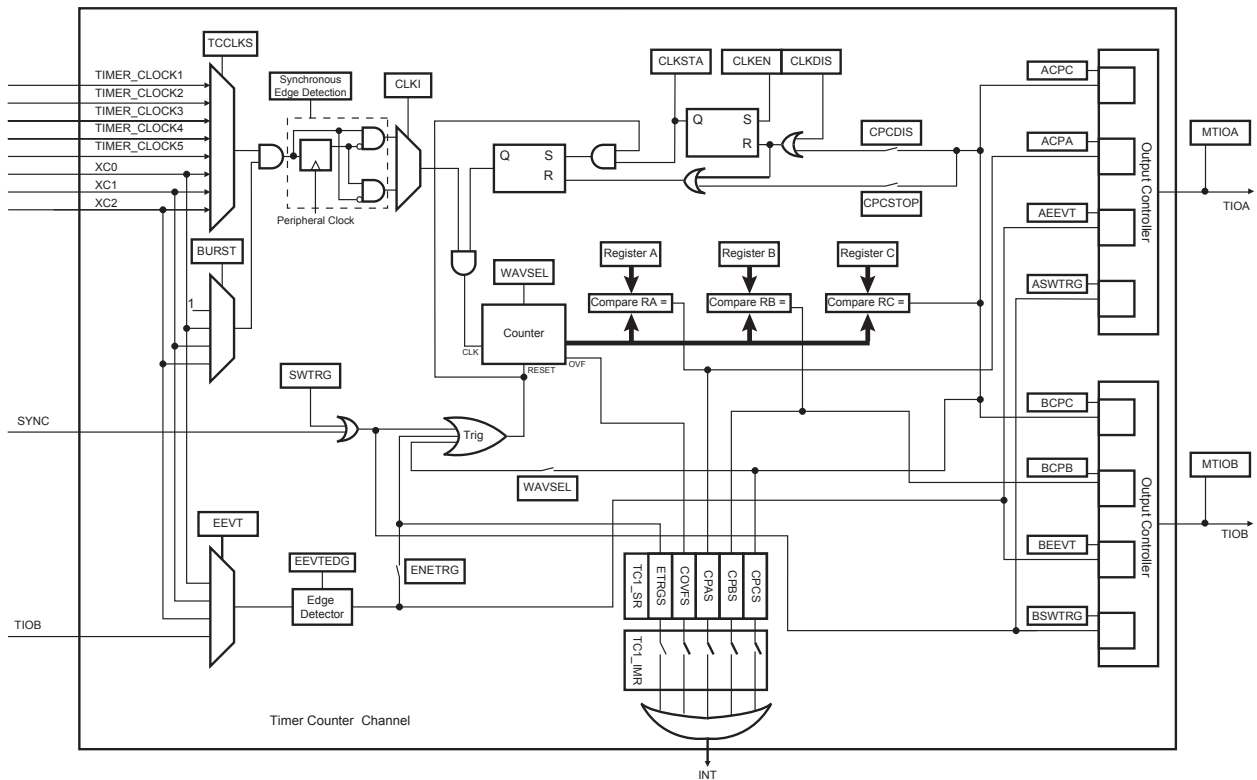 TCCLKS
TIMER_CLOCK1
TIMER_CLOCK2
TIMER_CLOCK3
TIMER_CLOCK4
TIMER_CLOCK5
XC0
XC1
XC2
Synchronous
Edge Detection
CLKI
Peripheral Clock
BURST
1
CLKSTA
CLKEN
CLKDIS
Q
S
R
Q
S
R
CPCDIS
CPCSTOP
Register A
Register B
Register C
Compare RA =
Compare RB =
Compare RC =
WAVSEL
Counter
CLK
RESET
OVF
SWTRG
SYNC
Trig
WAVSEL
EEVT
EEVTEDG
Edge
Detector
ENETRG
TIOB
TC1_SR
ETRGS
COVFS
CPAS
CPBS
CPCS
TC1_IMR
INT
ACPC
ACPA
AEEVT
ASWTRG
Output Controller
MTIOA
TIOA
BCPC
BCPB
BEEVT
BSWTRG
Output Controller
MTIOB
TIOB
Timer Counter Channel